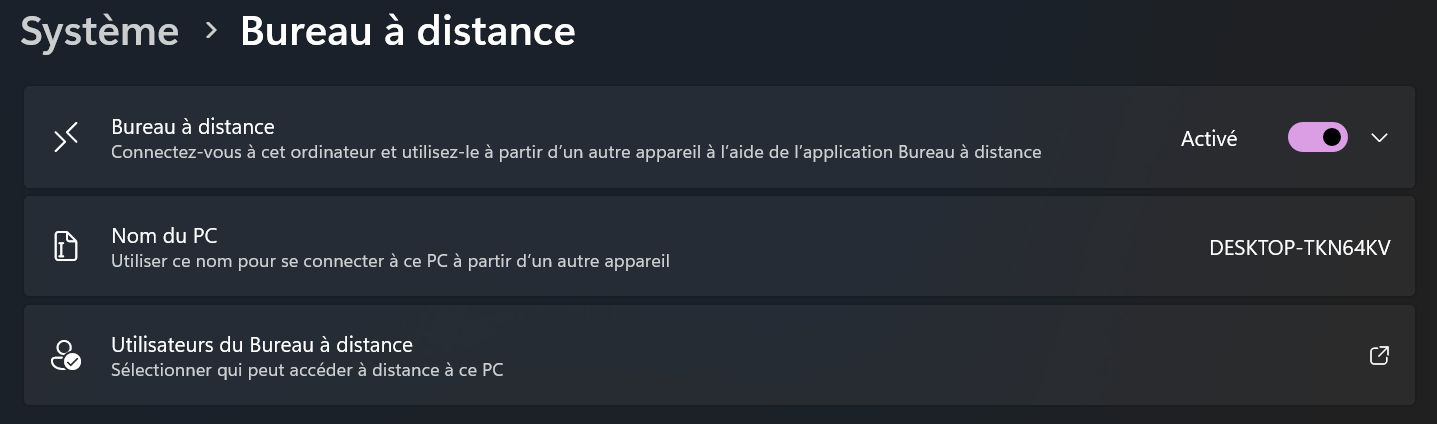 Système > Bureau à distance
Bureau à distance
Connectez-vous à cet ordinateur et utilisez-le à partir d’un autre appareil à l’aide de l’application Bureau à distance
Activé
Nom du PC
Utiliser ce nom pour se connecter à ce PC à partir d’un autre appareil
DESKTOP-TKN64KV
Utilisateurs du Bureau à distance
Sélectionner qui peut accéder à distance à ce PC